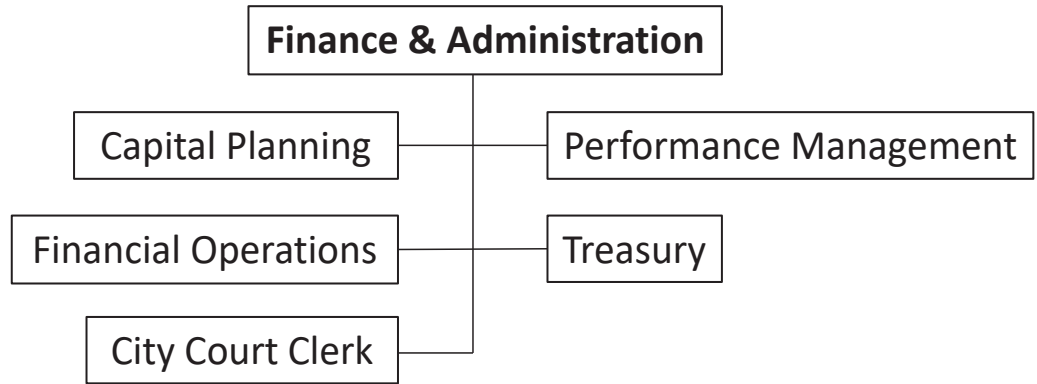 Finance & Administration
Capital Planning
Performance Management
Financial Operations
Treasury
City Court Clerk